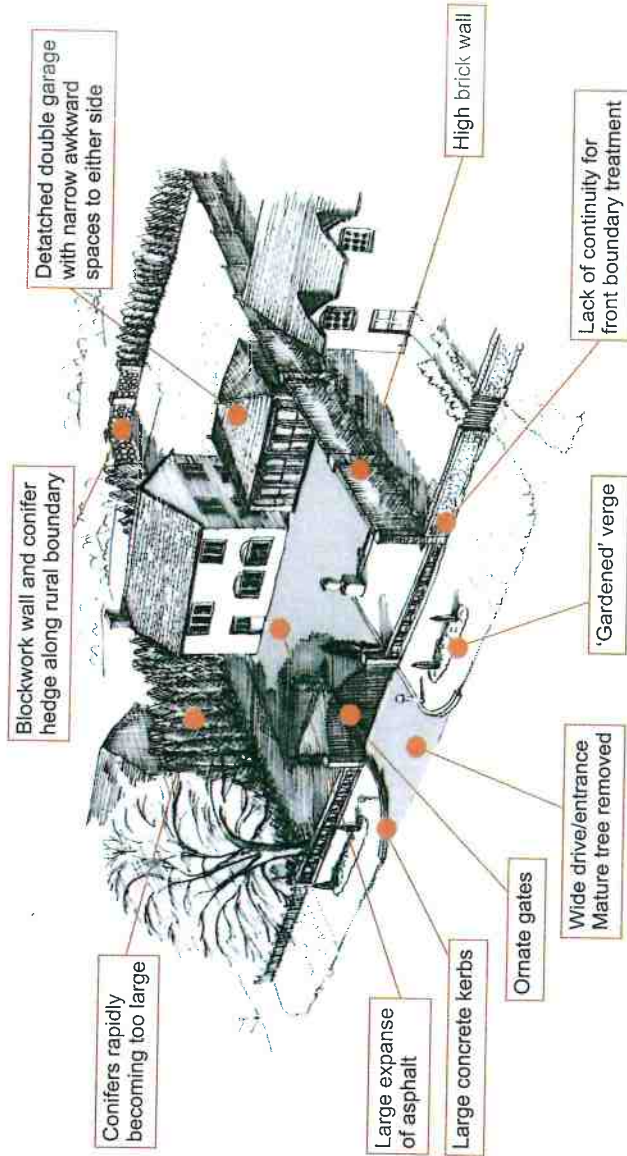 Conifers rapidly
becoming too large
Blockwork wall and conifer
hedge along rural boundary
Detatched double garage
with narrow awkward
spaces to either side
Large expanse
of asphalt
Large concrete kerbs
Ornate gates
Wide drive/entrance
Mature tree removed
'Gardened' verge
Lack of continuity for
front boundary treatment
High brick wall